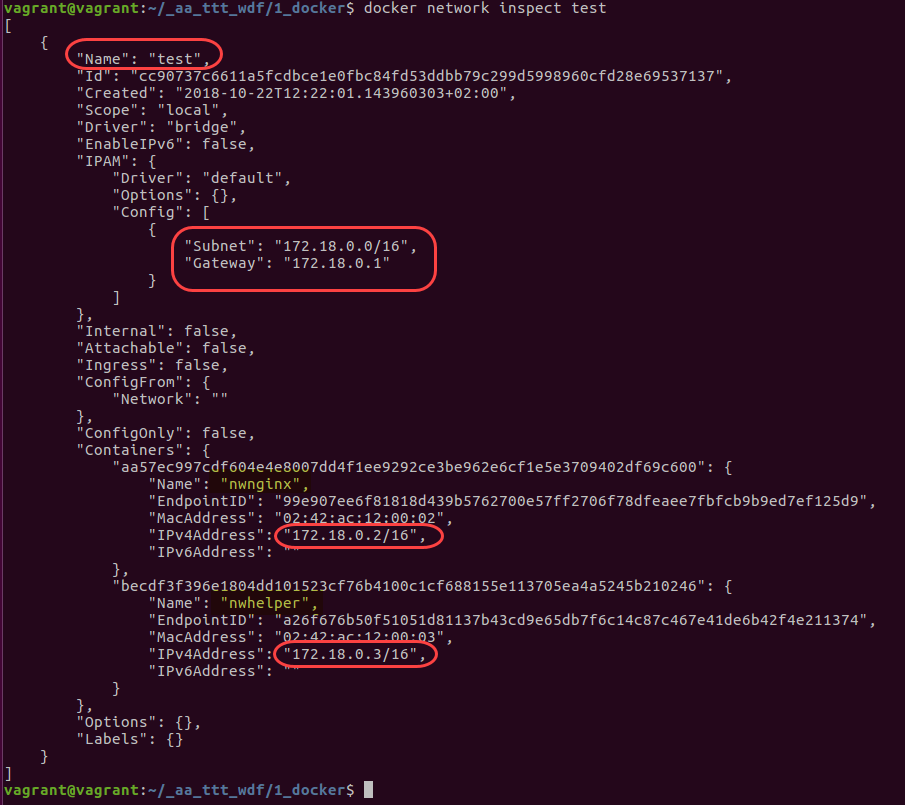 vagrant@vagrant:~/_aa_ttt_wdf/1_docker$ docker network inspect test
[
    {
        "Name": "test",
        "Id": "cc90737c6611a5fcdbce1e0fbc84fd53ddbb79c299d5998960cfd28e69537137",
        "Created": "2018-10-22T12:22:01.143960303+02:00",
        "Scope": "local",
        "Driver": "bridge",
        "EnableIPv6": false,
        "IPAM": {
            "Driver": "default",
            "Options": {},
            "Config": [
                {
                    "Subnet": "172.18.0.0/16",
                    "Gateway": "172.18.0.1"
                }
            ]
        },
        "Internal": false,
        "Attachable": false,
        "Ingress": false,
        "ConfigFrom": {
            "Network": ""
        },
        "ConfigOnly": false,
        "Containers": {
            "aa57ec997cdf604e4e8007dd4f1ee9292ce3be962e6cf1e5e3709402df69c600": {
                "Name": "nwnginx",
                "EndpointID": "99e907ee6f81818d439b5762700e57ff2706f78dfeaee7fbfcb9b9ed7ef125d9",
                "MacAddress": "02:42:ac:12:00:02",
                "IPv4Address": "172.18.0.2/16",
                "IPv6Address": ""
            },
            "becdf3f396e1804dd101523cf76b4100c1cf688155e113705ea4a5245b210246": {
                "Name": "nwhelper",
                "EndpointID": "a26f676b50f51051d81137b43cd9e65db7f6c14c87c467e41de6b42f4e211374",
                "MacAddress": "02:42:ac:12:00:03",
                "IPv4Address": "172.18.0.3/16",
                "IPv6Address": ""
            }
        },
        "Options": {},
        "Labels": {}
    }
]
vagrant@vagrant:~/_aa_ttt_wdf/1_docker$